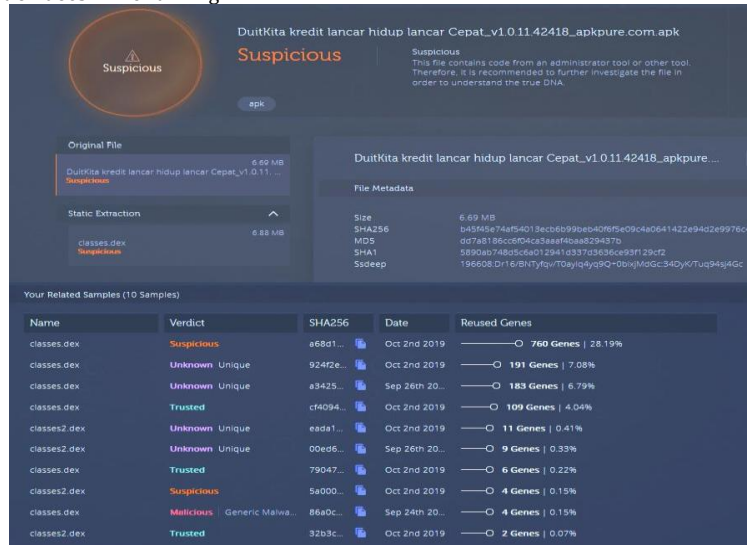 DuitKita kredit lancar hidup lancar Cepat_v1.0.11.42418_apkpure.com.apk
Suspicious
Suspicious
Suspicious
This file contains code from an administrator tool or other tool.
Therefore, it is recommended to further investigate the file in
order to understand the true DNA.
apk
Original File
6.69 MB
DuitKita kredit lancar hidup lancar Cepat_v1.0.11. ...
Suspicious
Static Extraction
6.88 MB
classes.dex
Suspicious
DuitKita kredit lancar hidup lancar Cepat_v1.0.11.42418_apkpure....
File Metadata
Size 6.69 MB
SHA256
MD5 dd7a8186cc6f04ca3aaaf4baa829437b
SHA1 5890ab748d5c6a012941d337d3636ce93f129cf2
Ssdeep
Your Related Samples (10 Samples)
Name Verdict SHA256 Date Reused Genes
classes.dex Suspicious a68d1... Oct 2nd 2019 760 Genes | 28.19%
classes.dex Unknown Unique 924f2e... Oct 2nd 2019 191 Genes | 7.08%
classes.dex Unknown Unique a3425... Sep 26th 20... 183 Genes | 6.79%
classes.dex Trusted cf4094... Oct 2nd 2019 109 Genes | 4.04%
classes2.dex Unknown Unique eada1... Oct 2nd 2019 11 Genes | 0.41%
classes2.dex Unknown Unique 00ed6... Sep 26th 20... 9 Genes | 0.33%
classes.dex Trusted 79047... Oct 2nd 2019 6 Genes | 0.22%
classes2.dex Suspicious 5a000... Oct 2nd 2019 4 Genes | 0.15%
classes.dex Malicious Generic Malwa... 86a0c... Sep 24th 20... 4 Genes | 0.15%
classes2.dex Trusted 32b3c... Oct 2nd 2019 2 Genes | 0.07%